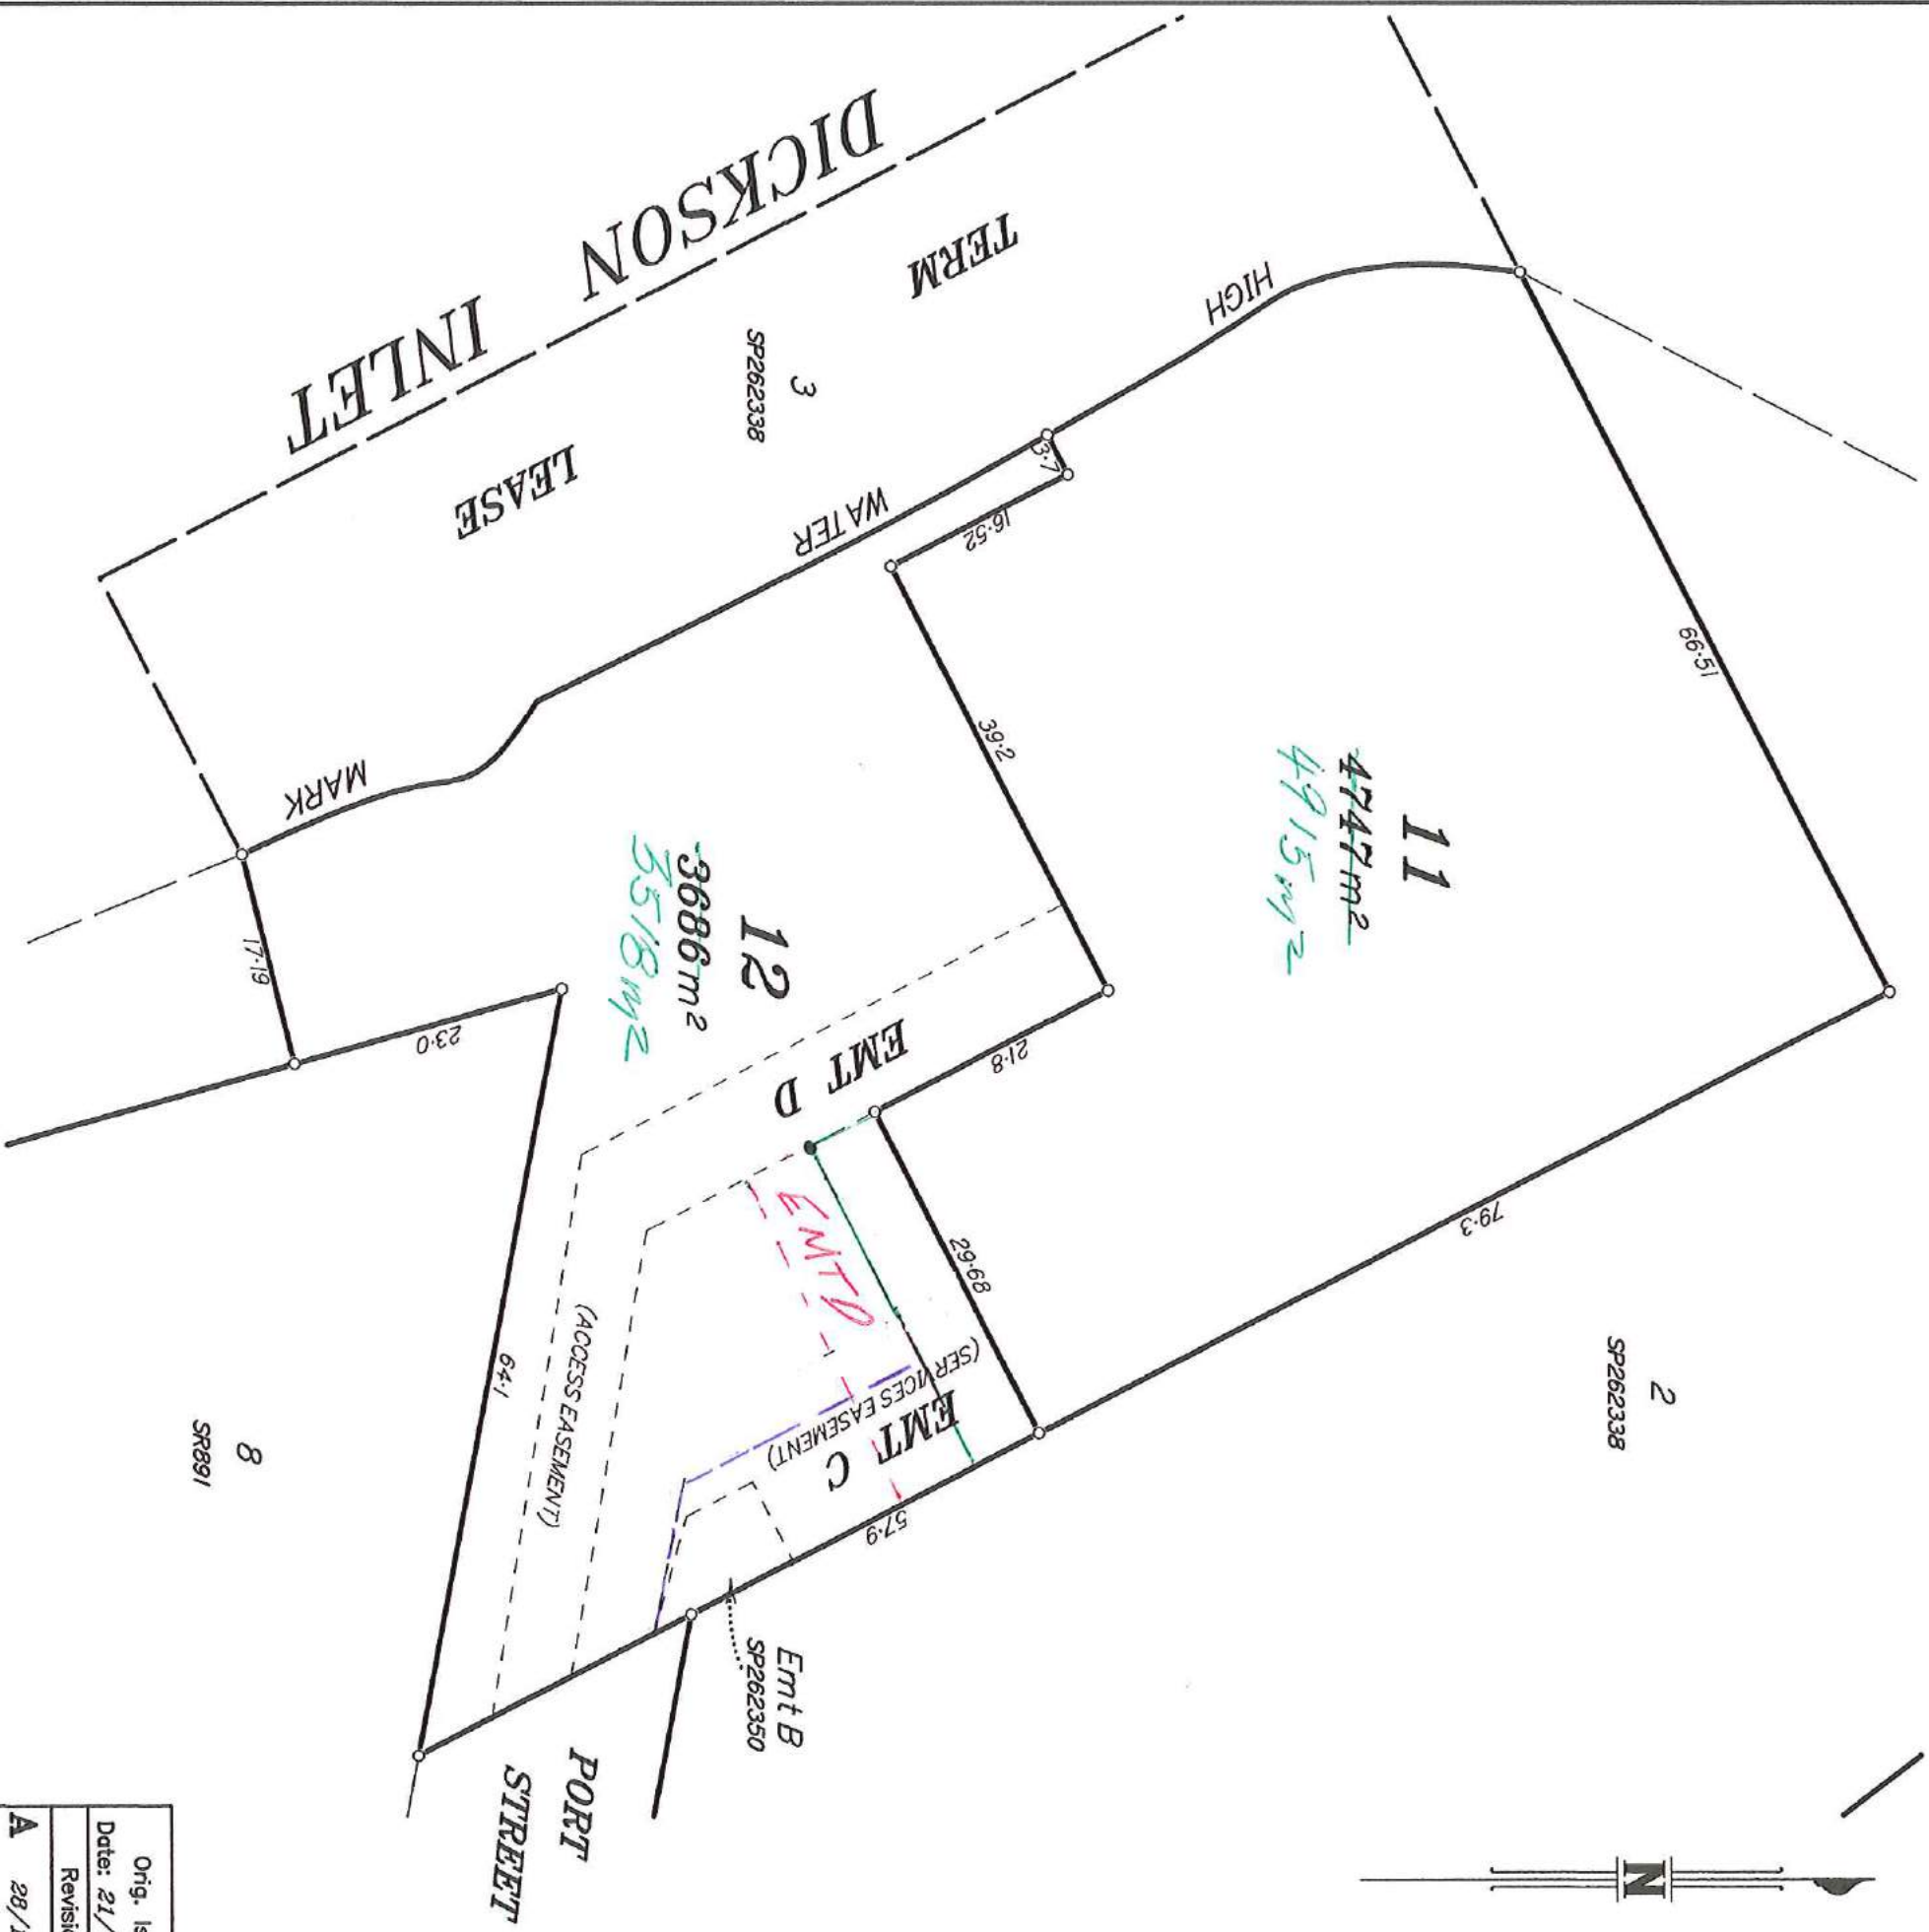 DICKSON INLET
TERM
LEASE
3
SP262338
HIGH
WATER
MARK
3·7
16·52
39·2
66·51
11
4747m²
4915m2
12
3686m²
3518m2
17·19
23·0
EMT D
21·8
29·68
79·3
EMT D
(SERVICES EASEMENT)
EMT C
57·9
(ACCESS EASEMENT)
64·1
8
SR891
2
SP262338
Emt B
SP262350
PORT
STREET
N
Date: 21/
A 28/